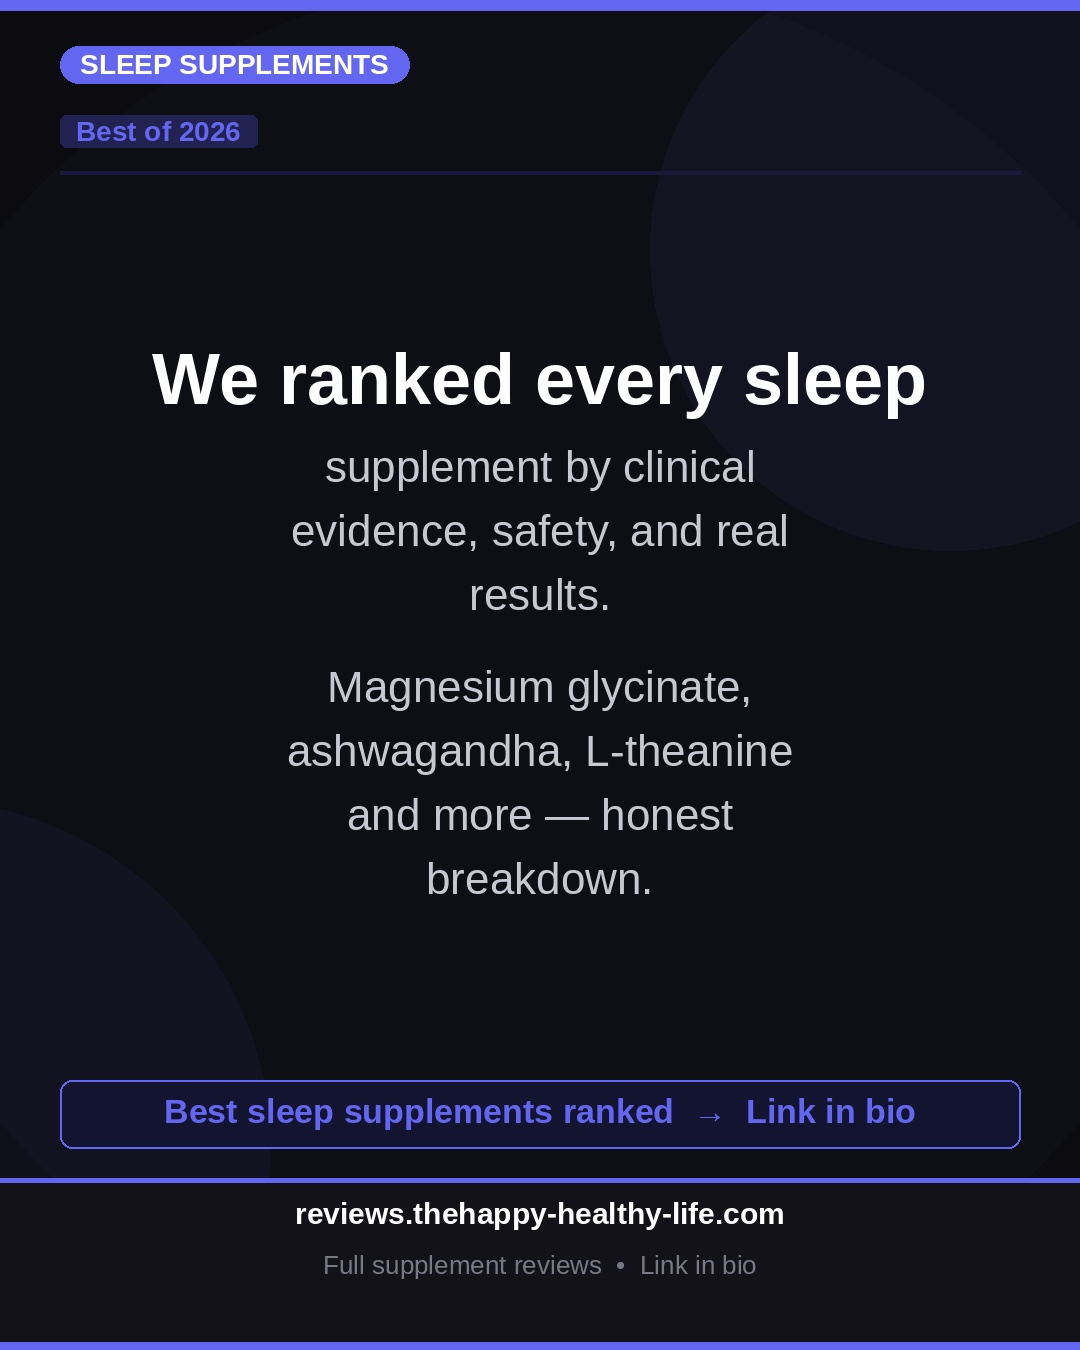 SLEEP SUPPLEMENTS
Best of 2026
We ranked every sleep
supplement by clinical
evidence, safety, and real
results.
Magnesium glycinate,
ashwagandha, L-theanine
and more — honest
breakdown.
Best sleep supplements ranked → Link in bio
reviews.thehappy-healthy-life.com
Full supplement reviews • Link in bio